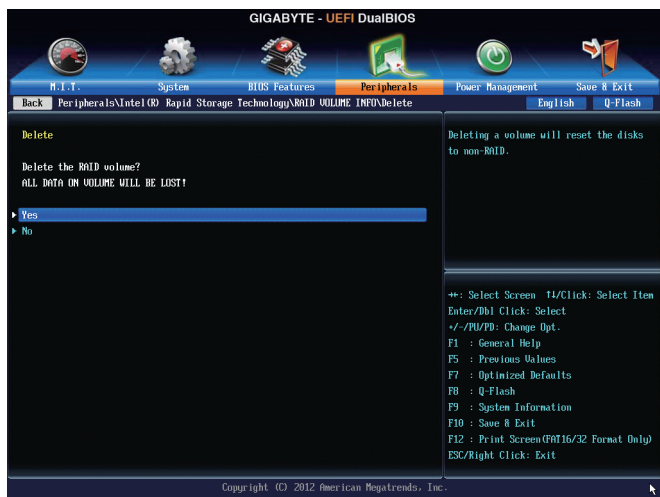 GIGABYTE - UEFI DualBIOS
M.I.T.
System
BIOS Features
Peripherals
Power Management
Save & Exit
Back
Peripherals\Intel(R) Rapid Storage Technology\RAID VOLUME INFO\Delete
English
Q-Flash
Delete
Delete the RAID volume?
ALL DATA ON VOLUME WILL BE LOST!
Yes
No
Deleting a volume will reset the disks
to non-RAID.
→←: Select Screen ↑↓/Click: Select Item
Enter/Dbl Click: Select
+/-/PU/PD: Change Opt.
F1 : General Help
F5 : Previous Values
F7 : Optimized Defaults
F8 : Q-Flash
F9 : System Information
F10 : Save & Exit
F12 : Print Screen(FAT16/32 Format Only)
ESC/Right Click: Exit
Copyright (C) 2012 American Megatrends, Inc.